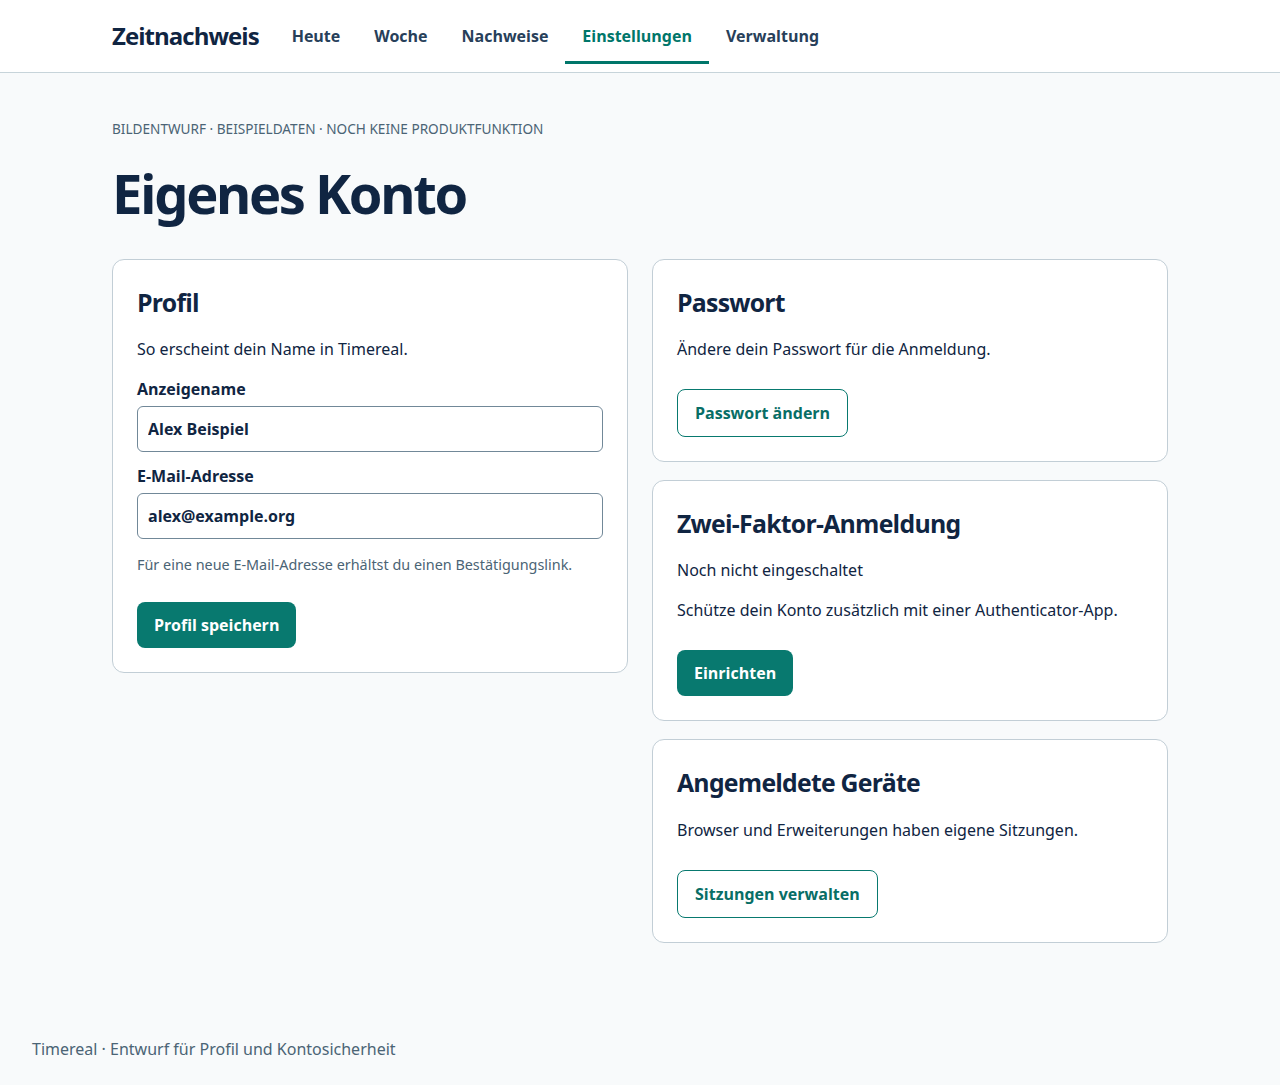 Zeitnachweis Heute Woche Nachweise Einstellungen Verwaltung
BILDENTWURF · BEISPIELDATEN · NOCH KEINE PRODUKTFUNKTION
Eigenes Konto
Profil
So erscheint dein Name in Timereal.
Anzeigename
Alex Beispiel
E-Mail-Adresse
alex@example.org
Für eine neue E-Mail-Adresse erhältst du einen Bestätigungslink.
Profil speichern
Passwort
Ändere dein Passwort für die Anmeldung.
Passwort ändern
Zwei-Faktor-Anmeldung
Noch nicht eingeschaltet
Schütze dein Konto zusätzlich mit einer Authenticator-App.
Einrichten
Angemeldete Geräte
Browser und Erweiterungen haben eigene Sitzungen.
Sitzungen verwalten
Timereal · Entwurf für Profil und Kontosicherheit